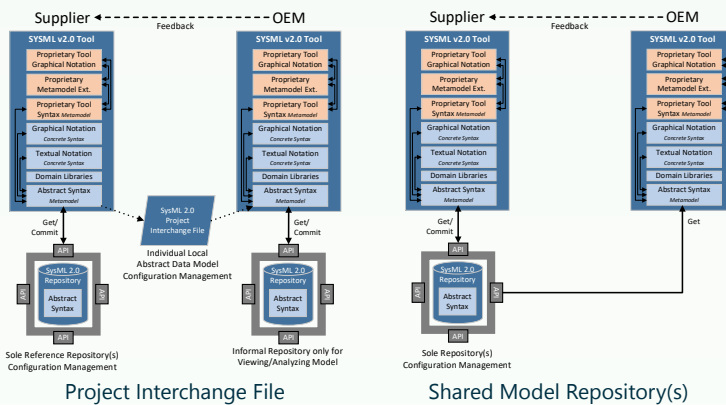 Supplier
OEM
Feedback
SYSML v2.0 Tool
Proprietary Tool
Graphical Notation
Proprietary
Metamodel Ext.
Proprietary Tool
Syntax Metamodel
Graphical Notation
Concrete Syntax
Textual Notation
Concrete Syntax
Domain Libraries
Abstract Syntax
Metamodel
Get/
Commit
API
SysML 2.0
Repository
Abstract
Syntax
API
API
API
Sole Reference Repository(s)
Configuration Management
SysML 2.0
Project
Interchange File
Individual Local
Abstract Data Model
Configuration Management
SYSML v2.0 Tool
Proprietary Tool
Graphical Notation
Proprietary
Metamodel Ext.
Proprietary Tool
Syntax Metamodel
Graphical Notation
Concrete Syntax
Textual Notation
Concrete Syntax
Domain Libraries
Abstract Syntax
Metamodel
Get/
Commit
API
SysML 2.0
Repository
Abstract
Syntax
API
API
API
Informal Repository only for
Viewing/Analyzing Model
Project Interchange File
Supplier
OEM
Feedback
SYSML v2.0 Tool
Proprietary Tool
Graphical Notation
Proprietary
Metamodel Ext.
Proprietary Tool
Syntax Metamodel
Graphical Notation
Concrete Syntax
Textual Notation
Concrete Syntax
Domain Libraries
Abstract Syntax
Metamodel
Get/
Commit
API
SysML 2.0
Repository
Abstract
Syntax
API
API
API
Sole Repository(s)
Configuration Management
SYSML v2.0 Tool
Proprietary Tool
Graphical Notation
Proprietary
Metamodel Ext.
Proprietary Tool
Syntax Metamodel
Graphical Notation
Concrete Syntax
Textual Notation
Concrete Syntax
Domain Libraries
Abstract Syntax
Metamodel
Get
Shared Model Repository(s)